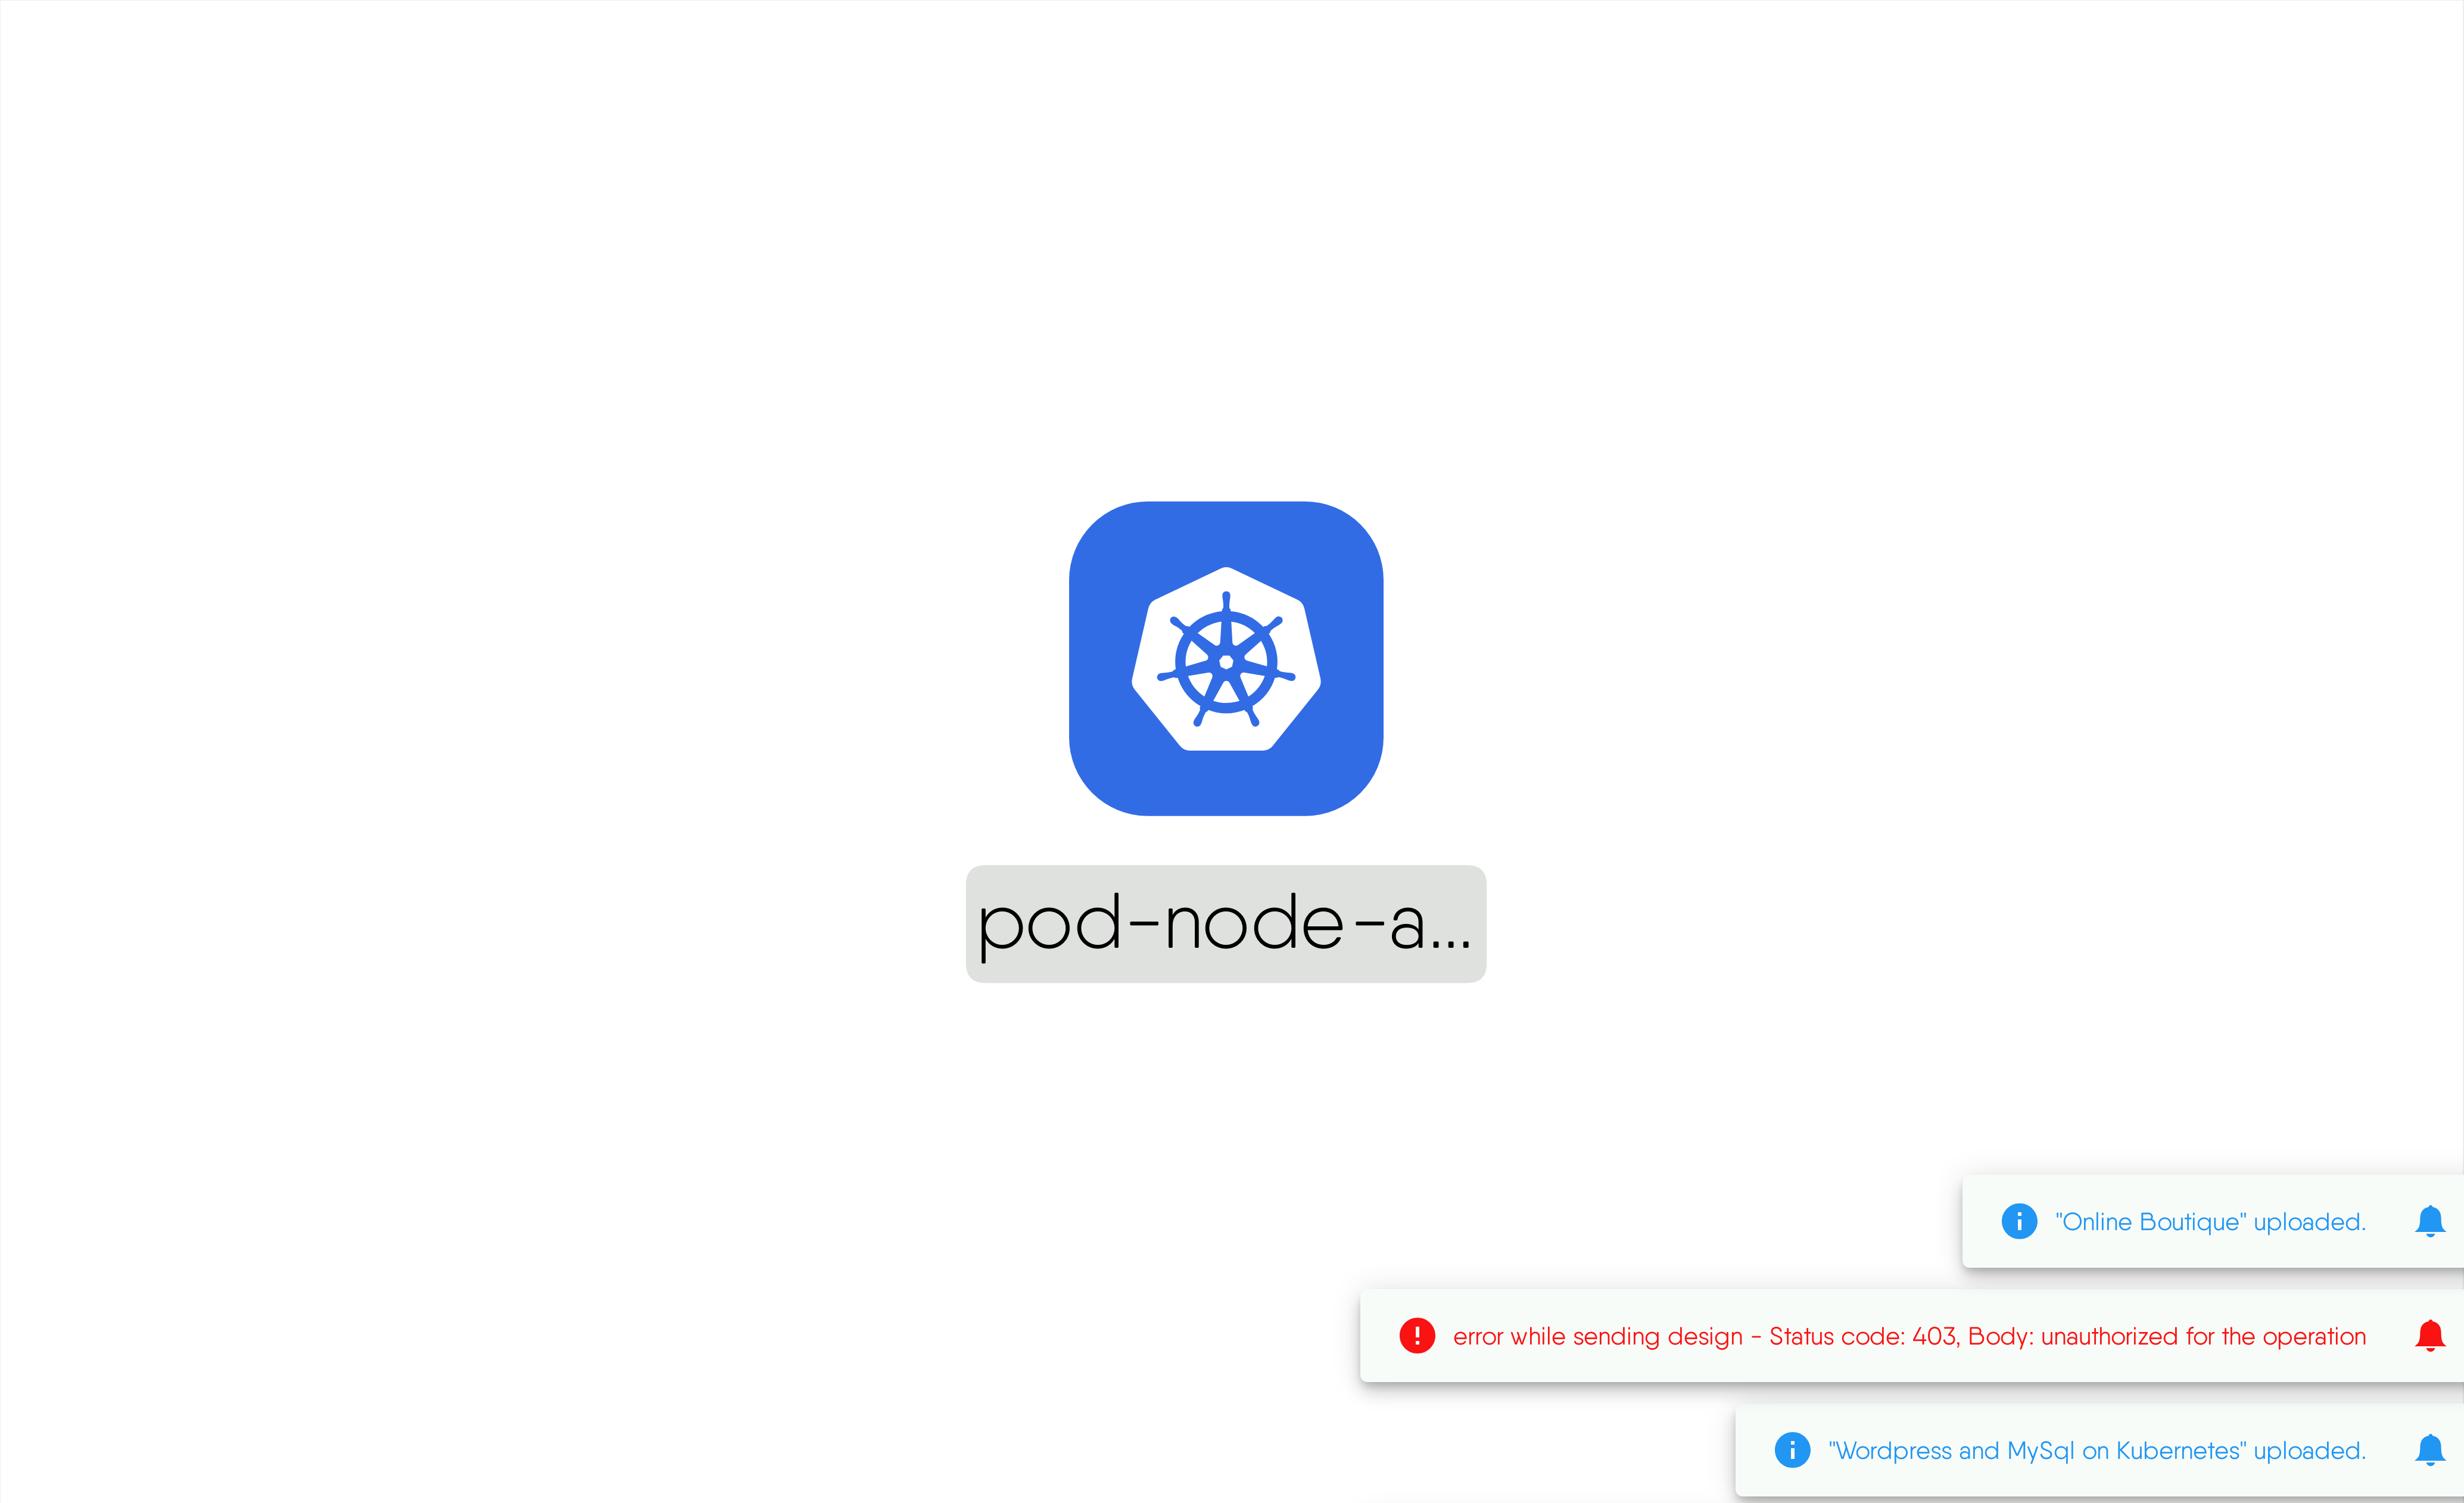 pod-node-a...
"Online Boutique" uploaded.
error while sending design - Status code: 403, Body: unauthorized for the operation
"Wordpress and MySql on Kubernetes" uploaded.